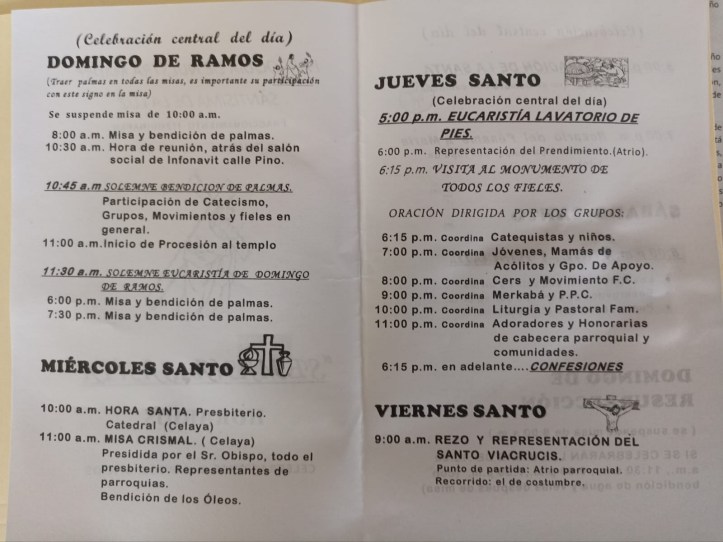 (Celebración central del día)
DOMINGO DE RAMOS
(Traer palmas en todas las misas, es importante su participación
con este signo en la misa)
Se suspende misa de 10:00 a.m.
8:00 a.m. Misa y bendición de palmas.
10:30 a.m. Hora de reunión, atrás del salón
social de Infonavit calle Pino.
10:45 a.m SOLEMNE BENDICION DE PALMAS.
Participación de Catecismo,
Grupos, Movimientos y fieles en
general.
11:00 a.m.Inicio de Procesión al templo
11:30 a.m. SOLEMNE EUCARISTÍA DE DOMINGO
DE RAMOS.
6:00 p.m. Misa y bendición de palmas.
7:30 p.m. Misa y bendición de palmas.
MIÉRCOLES SANTO
10:00 a.m. HORA SANTA. Presbiterio.
Catedral (Celaya)
11:00 a.m. MISA CRISMAL. ( Celaya)
Presidida por el Sr. Obispo, todo el
presbiterio. Representantes de
parroquias.
Bendición de los Óleos.
JUEVES SANTO
(Celebración central del día)
5:00 p.m. EUCARISTÍA LAVATORIO DE
PIES.
6:00 p.m. Representación del Prendimiento.(Atrio).
6:15 p.m. VISITA AL MONUMENTO DE
TODOS LOS FIELES.
ORACIÓN DIRIGIDA POR LOS GRUPOS:
6:15 p.m. Coordina Catequistas y niños.
7:00 p.m. Coordina Jóvenes, Mamás de
Acólitos y Gpo. De Apoyo.
8:00 p.m. Coordina Cers y Movimiento F.C.
9:00 p.m. Coordina Merkabá y P.P.C.
10:00 p.m. Coordina Liturgia y Pastoral Fam.
11:00 p.m. Coordina Adoradores y Honorarias
de cabecera parroquial y
comunidades.
6:15 p.m. en adelante....CONFESIONES
VIERNES SANTO
9:00 a.m. REZO Y REPRESENTACIÓN DEL
SANTO VIACRUCIS.
Punto de partida: Atrio parroquial.
Recorrido: el de costumbre.